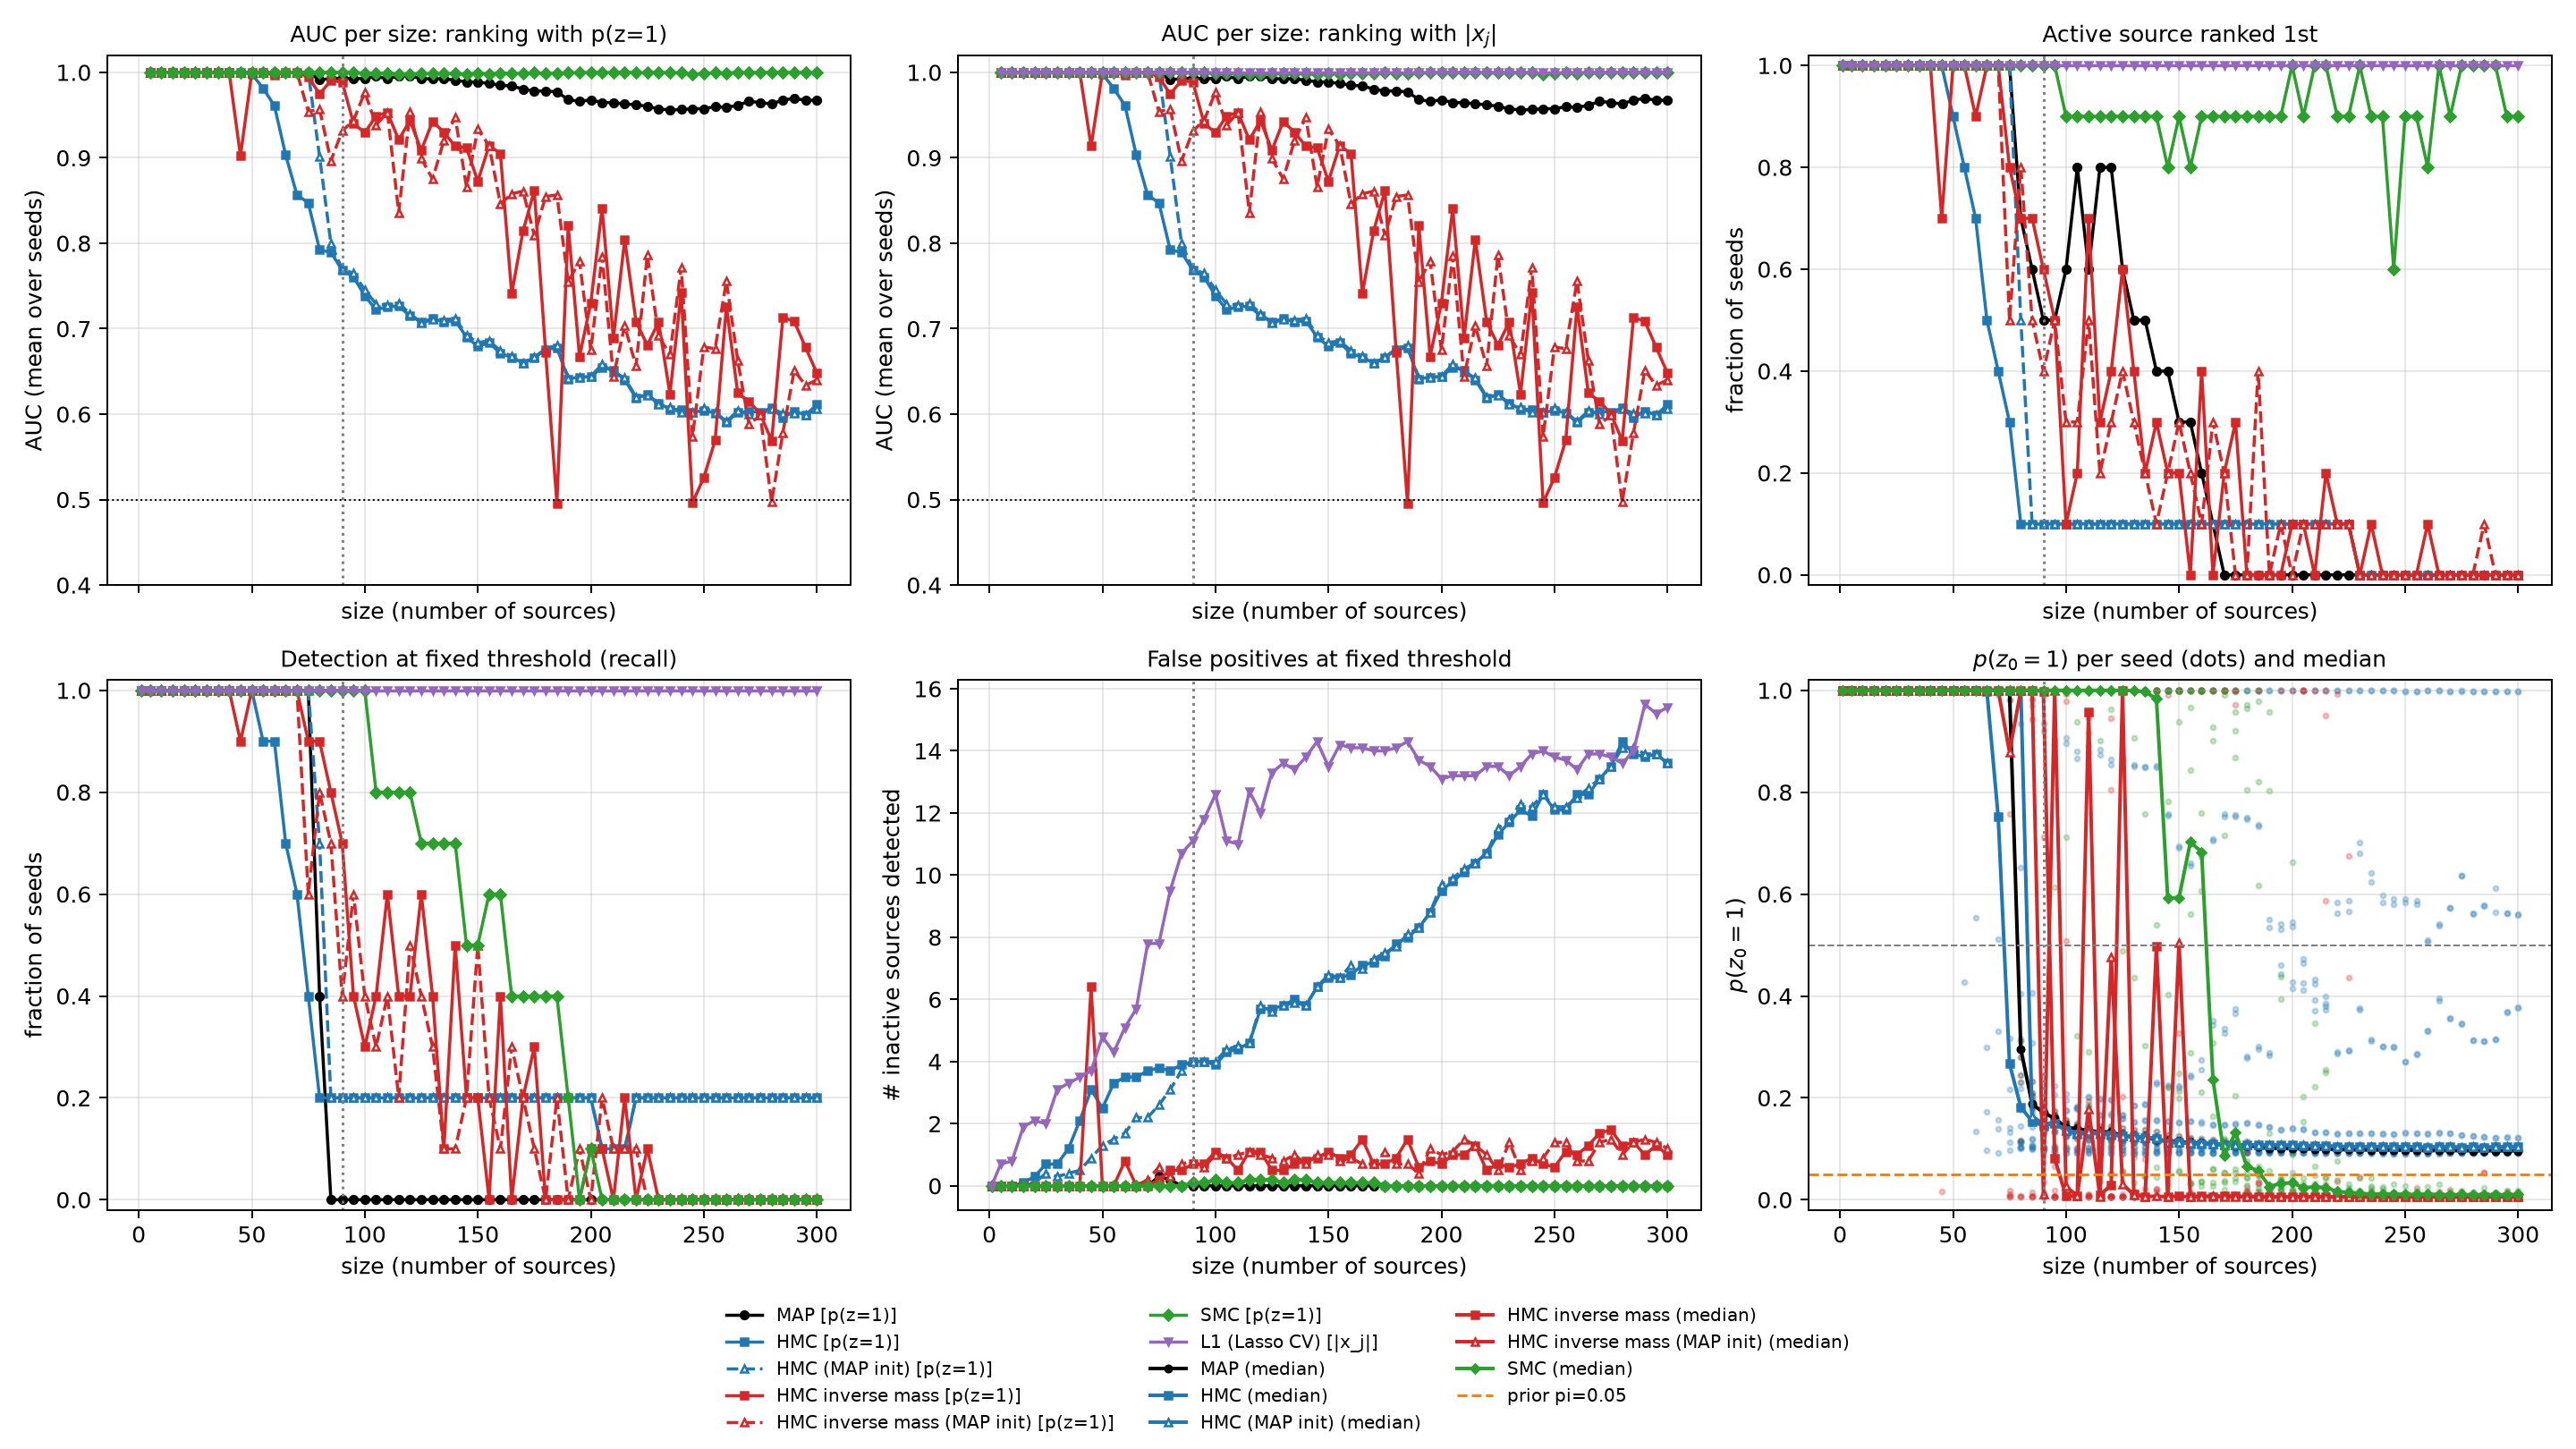 AUC per size: ranking with p(z=1)
1.0
0.9
0.8
0.7
0.6
0.5
0.4
AUC (mean over seeds)
size (number of sources)
AUC per size: ranking with |x_j|
1.0
0.9
0.8
0.7
0.6
0.5
0.4
AUC (mean over seeds)
size (number of sources)
Active source ranked 1st
1.0
0.8
0.6
0.4
0.2
0.0
fraction of seeds
size (number of sources)
Detection at fixed threshold (recall)
1.0
0.8
0.6
0.4
0.2
0.0
fraction of seeds
0 50 100 150 200 250 300
size (number of sources)
False positives at fixed threshold
16
14
12
10
8
6
4
2
0
# inactive sources detected
0 50 100 150 200 250 300
size (number of sources)
p(z₀ = 1) per seed (dots) and median
1.0
0.8
0.6
0.4
0.2
0.0
p(z₀ = 1)
0 50 100 150 200 250 300
size (number of sources)
MAP [p(z=1)]
HMC [p(z=1)]
HMC (MAP init) [p(z=1)]
HMC inverse mass [p(z=1)]
HMC inverse mass (MAP init) [p(z=1)]
SMC [p(z=1)]
L1 (Lasso CV) [|x_j|]
MAP (median)
HMC (median)
HMC (MAP init) (median)
HMC inverse mass (median)
HMC inverse mass (MAP init) (median)
SMC (median)
prior pi=0.05